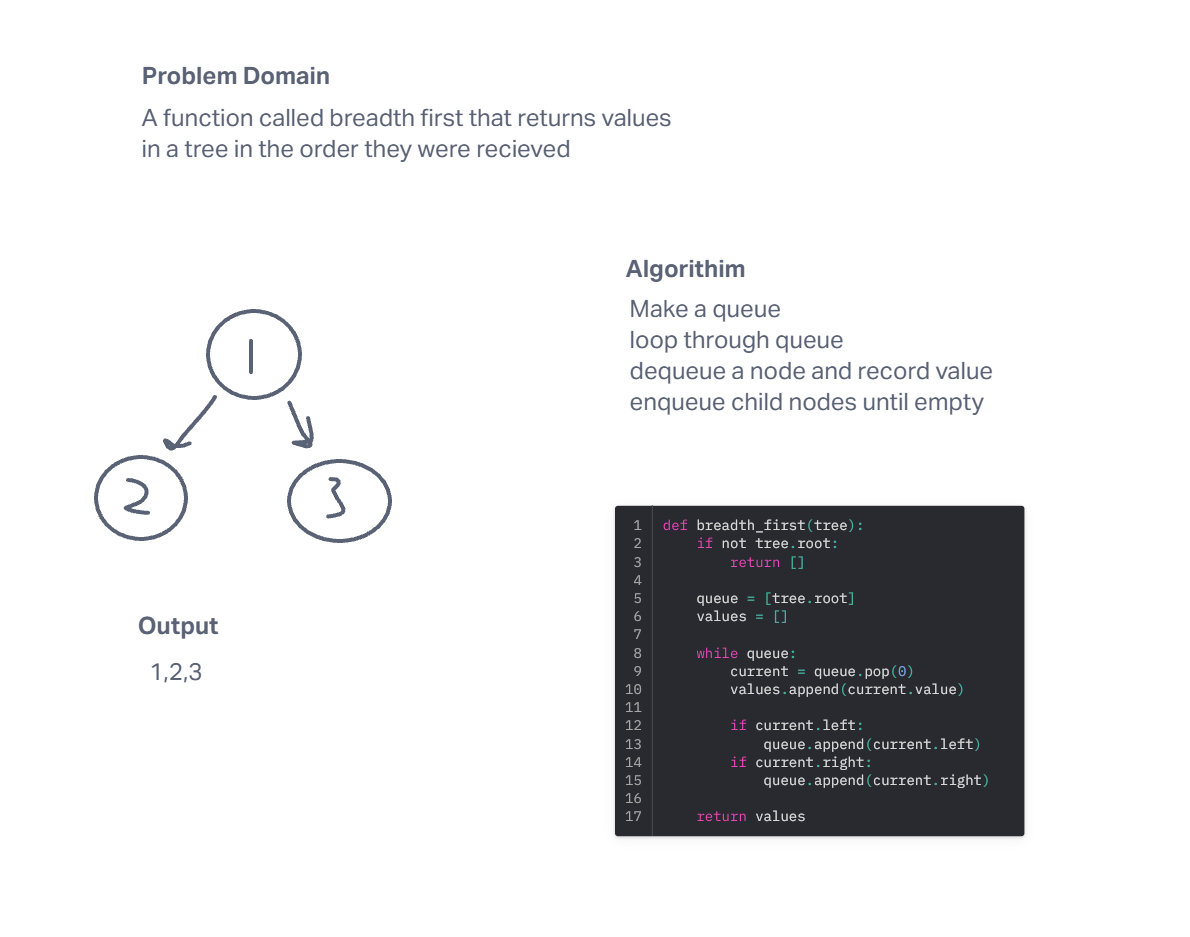 Problem Domain
A function called breadth first that returns values
in a tree in the order they were recieved
1
2
3
Output
1,2,3
Algorithim
Make a queue
loop through queue
dequeue a node and record value
enqueue child nodes until empty
1 def breadth_first(tree):
2     if not tree.root:
3         return []
4
5     queue = [tree.root]
6     values = []
7
8     while queue:
9         current = queue.pop(0)
10         values.append(current.value)
11
12         if current.left:
13             queue.append(current.left)
14         if current.right:
15             queue.append(current.right)
16
17     return values